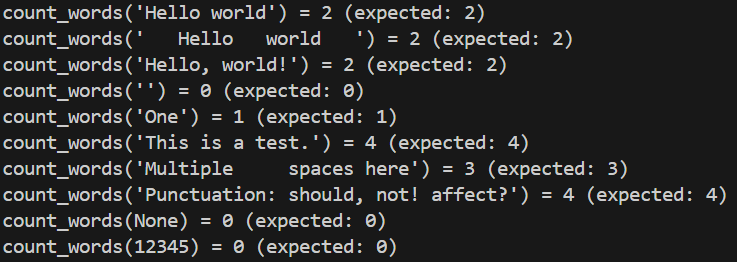 count_words('Hello world') = 2 (expected: 2)
count_words('   Hello   world   ') = 2 (expected: 2)
count_words('Hello, world!') = 2 (expected: 2)
count_words('') = 0 (expected: 0)
count_words('One') = 1 (expected: 1)
count_words('This is a test.') = 4 (expected: 4)
count_words('Multiple     spaces here') = 3 (expected: 3)
count_words('Punctuation: should, not! affect?') = 4 (expected: 4)
count_words(None) = 0 (expected: 0)
count_words(12345) = 0 (expected: 0)